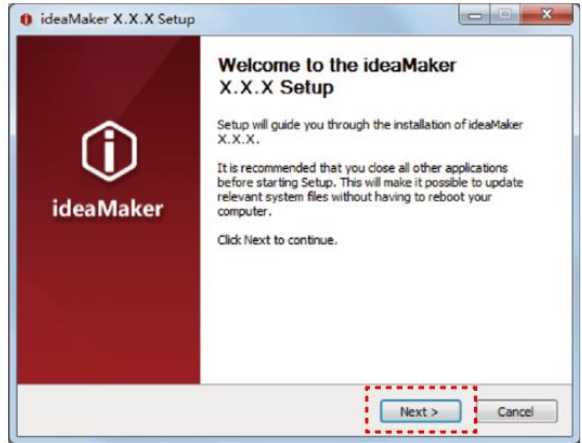 ideaMaker X.X.X Setup
Welcome to the ideaMaker
X.X.X Setup
Setup will guide you through the installation of ideaMaker
X.X.X.
It is recommended that you close all other applications
before starting Setup. This will make it possible to update
relevant system files without having to reboot your
computer.
Click Next to continue.
ideaMaker
Next >
Cancel